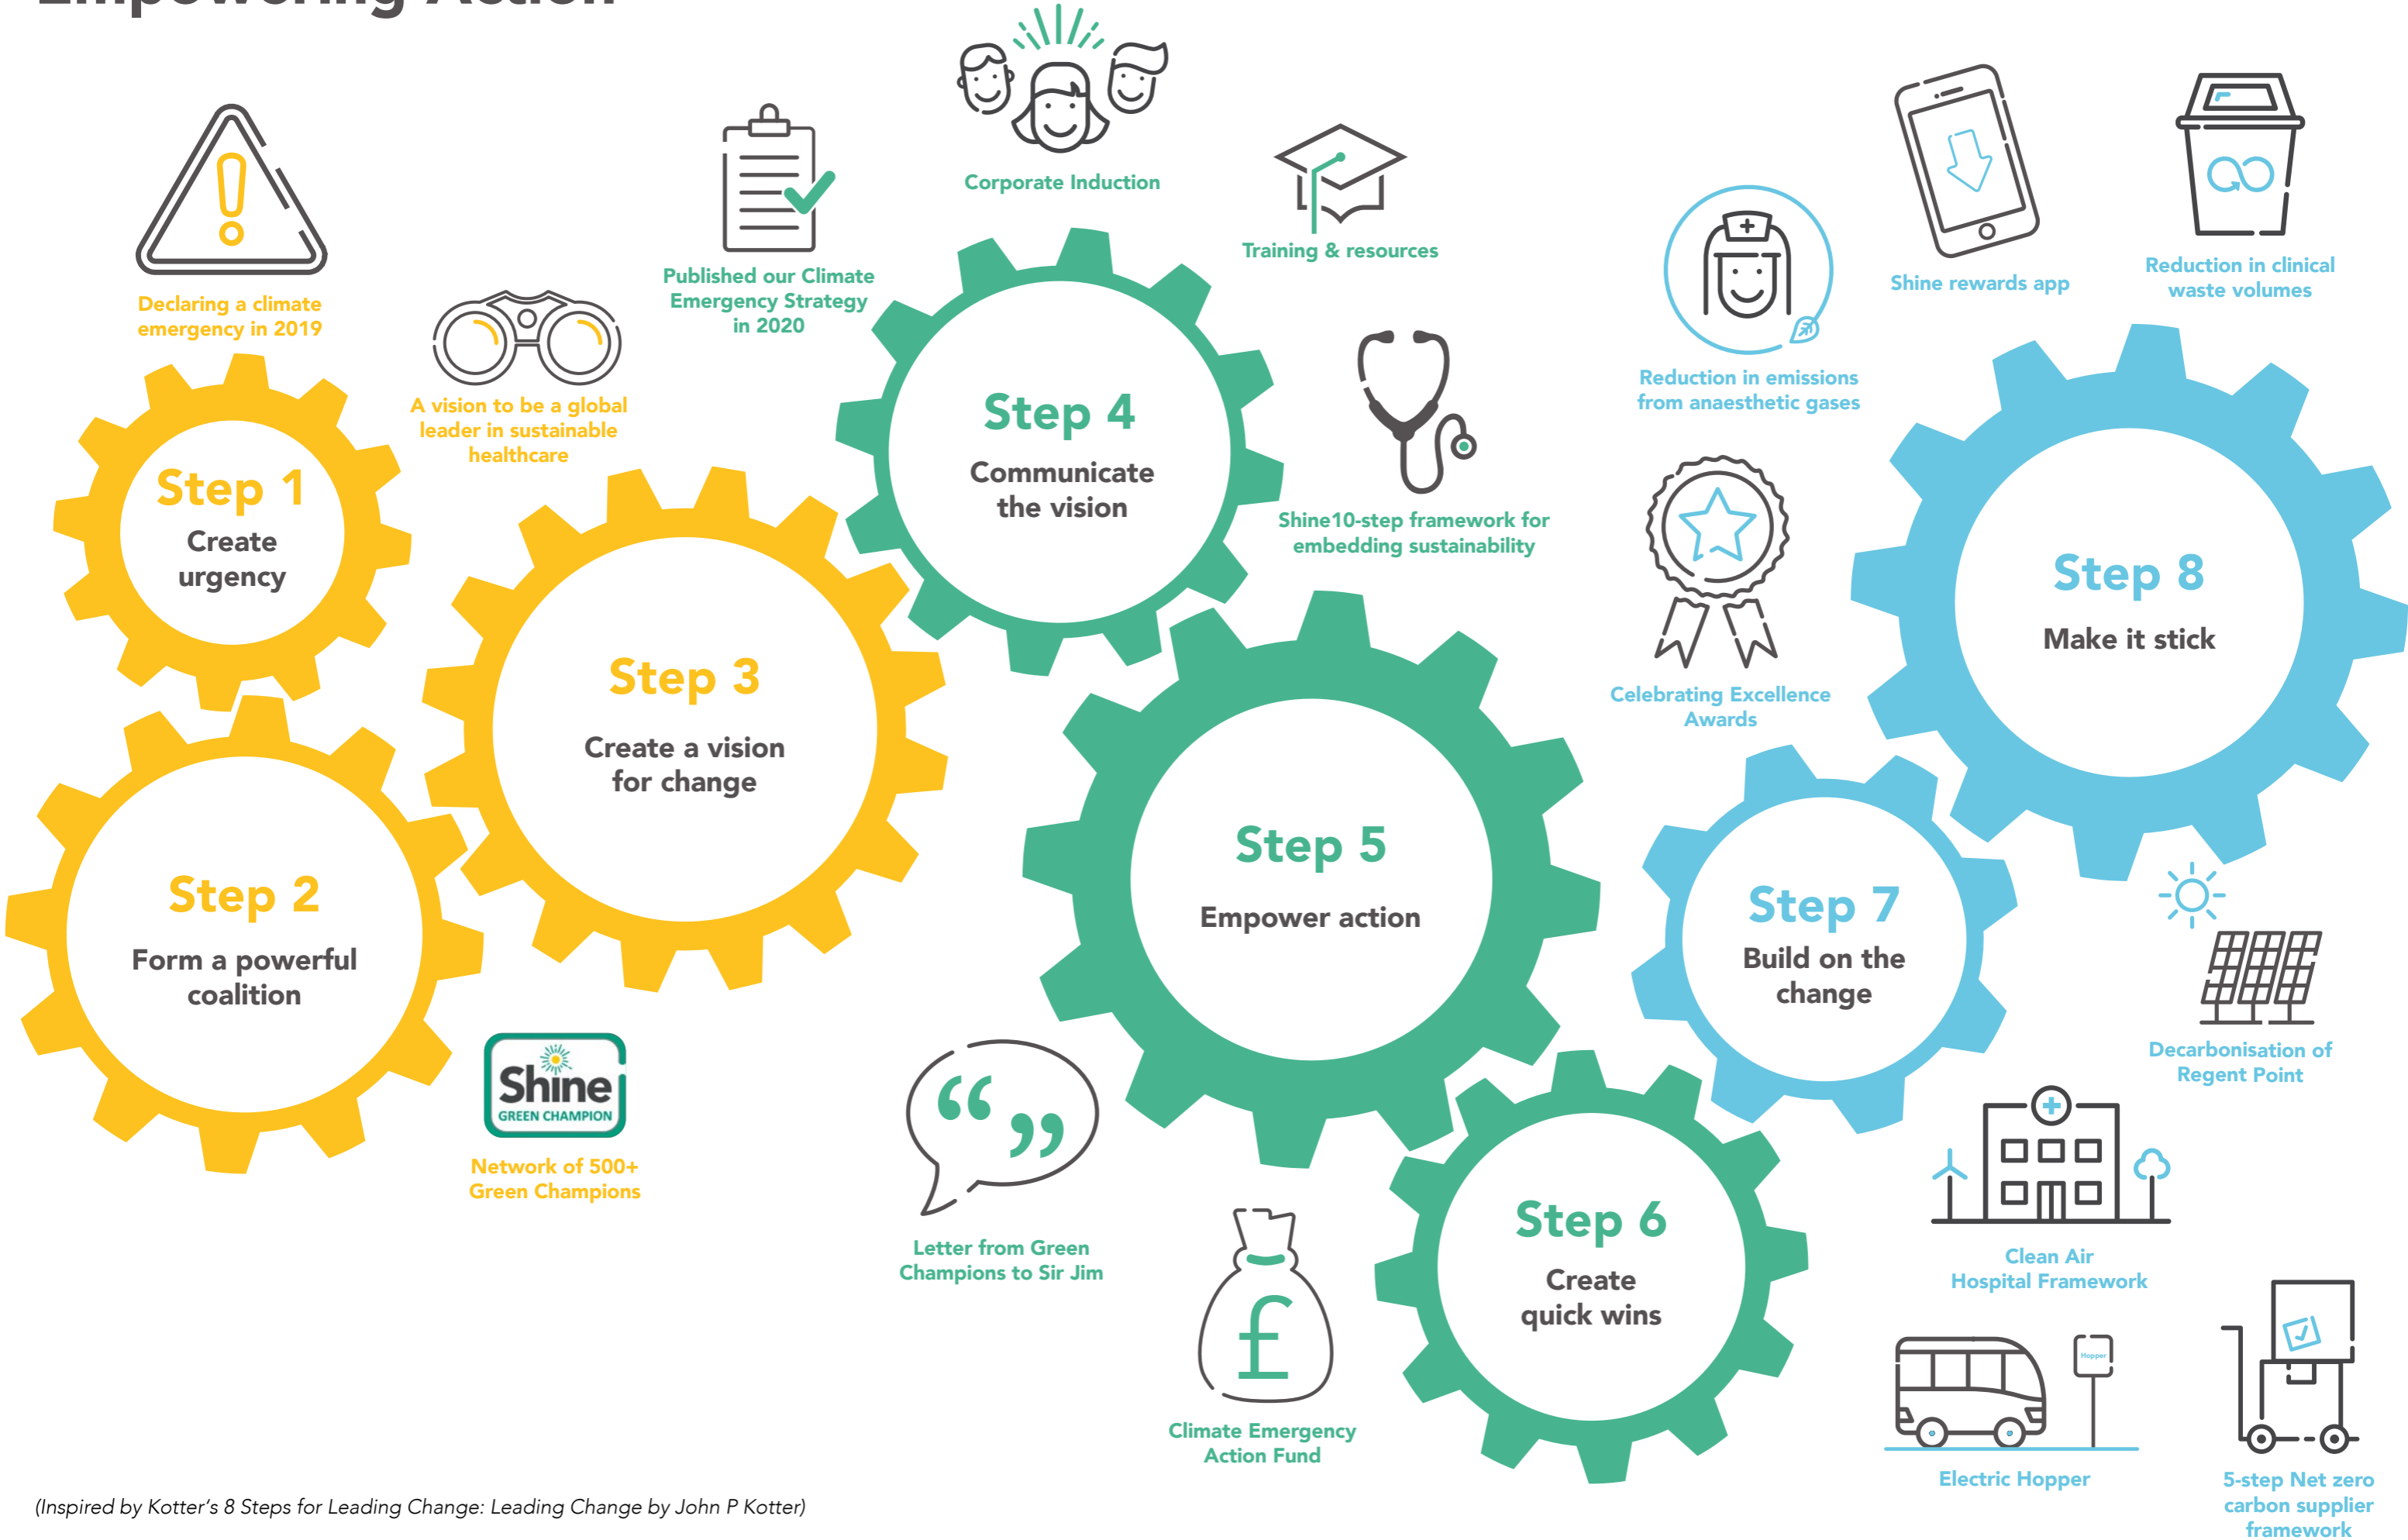 Empowering Action
Declaring a climate
emergency in 2019
A vision to be a global
leader in sustainable
healthcare
Step 1
Create
urgency
Step 2
Form a powerful
coalition
Step 3
Create a vision
for change
Shine
GREEN CHAMPION
Network of 500+
Green Champions
Published our Climate
Emergency Strategy
in 2020
Corporate Induction
Training & resources
Shine10-step framework for
embedding sustainability
Step 4
Communicate
the vision
Step 5
Empower action
Step 6
Create
quick wins
“ ”
Letter from Green
Champions to Sir Jim
£
Climate Emergency
Action Fund
Reduction in emissions
from anaesthetic gases
Shine rewards app
Reduction in clinical
waste volumes
Celebrating Excellence
Awards
Step 8
Make it stick
Step 7
Build on the
change
Decarbonisation of
Regent Point
Clean Air
Hospital Framework
Hopper
Electric Hopper
5-step Net zero
carbon supplier
framework
(Inspired by Kotter’s 8 Steps for Leading Change: Leading Change by John P Kotter)